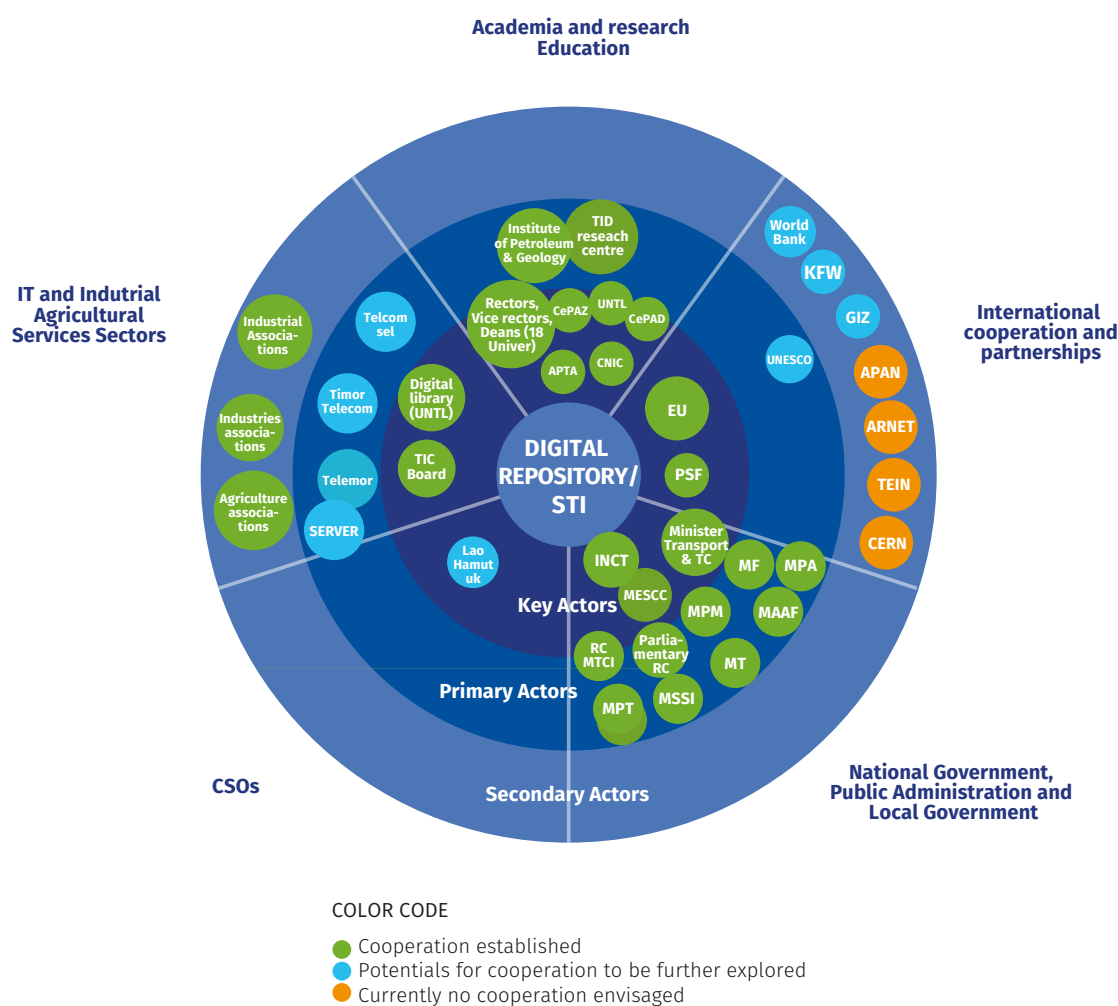 Academia and research
Education
IT and Indutrial
Agricultural
Services Sectors
International
cooperation and
partnerships
CSOs
National Government,
Public Administration and
Local Government
Institute
of Petroleum
& Geology
TID
reseach
centre
Rectors,
Vice rectors,
Deans (18
Univer)
CePAZ
UNTL
CePAD
APTA
CNIC
World
Bank
KFW
GIZ
UNESCO
APAN
ARNET
TEIN
CERN
EU
PSF
Industrial
Associa-
tions
Industries
associa-
tions
Agriculture
associa-
tions
Telcom
sel
Timor
Telecom
Telemor
SERVER
Digital
library
(UNTL)
TIC
Board
DIGITAL
REPOSITORY/
STI
Lao
Hamut
uk
INCT
Minister
Transport
& TC
MF
MPA
MESCC
MPM
MAAF
RC
MTCI
Parlia-
mentary
RC
MT
MSSI
MPT
Key Actors
Primary Actors
Secondary Actors
COLOR CODE
Cooperation established
Potentials for cooperation to be further explored
Currently no cooperation envisaged